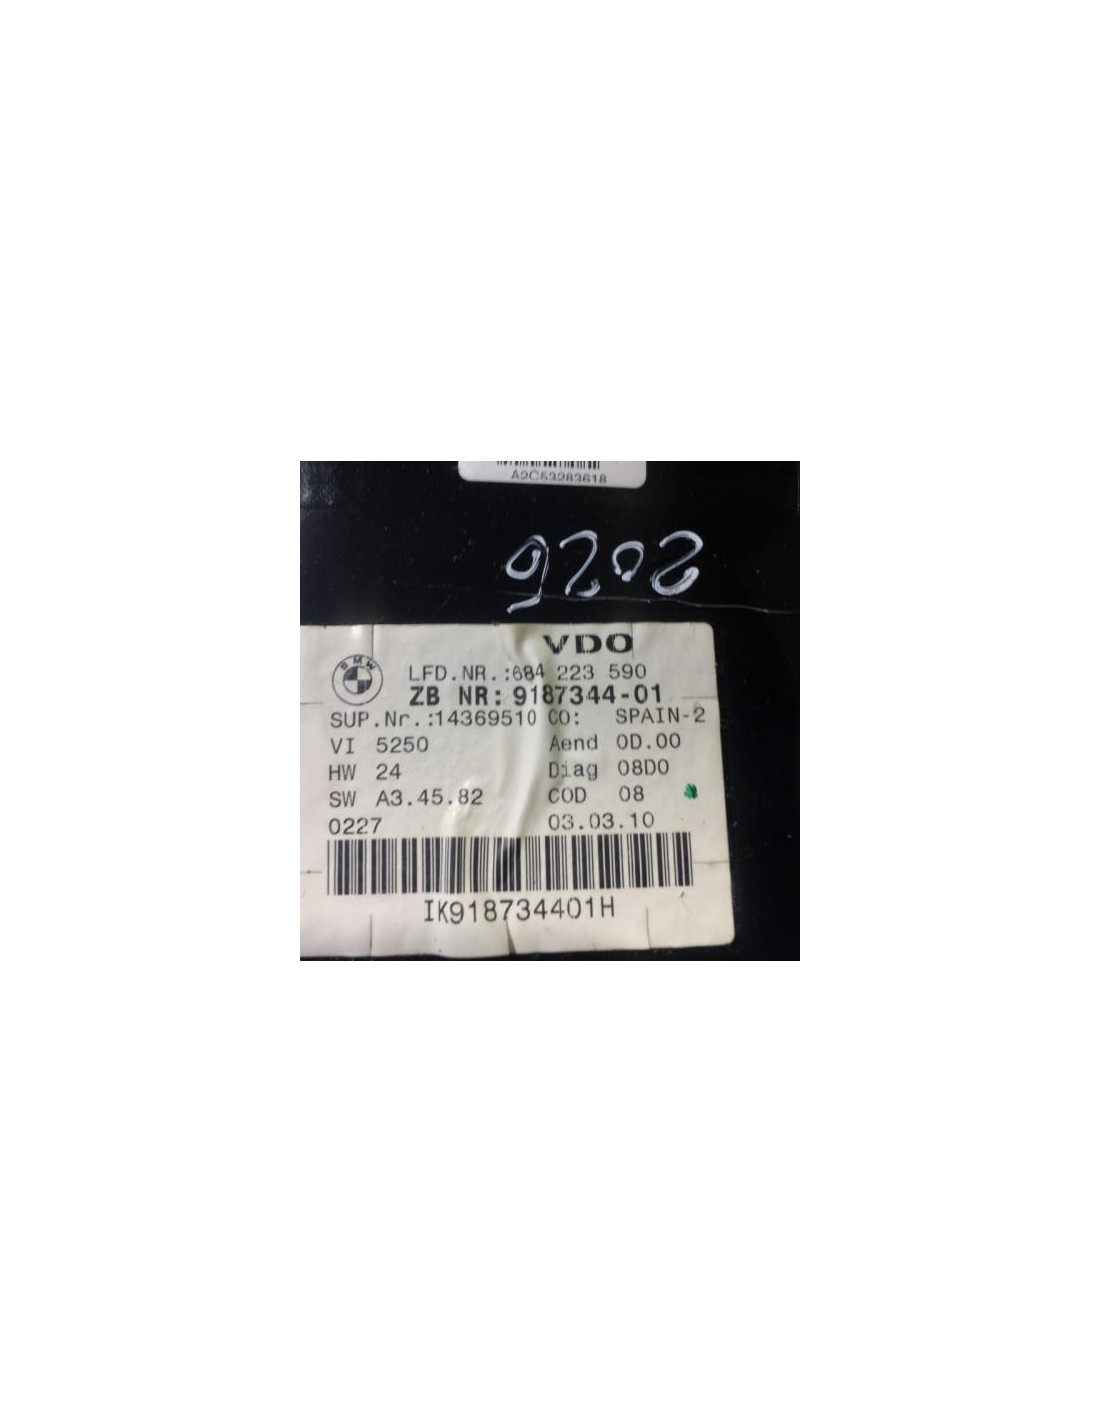 A2C53283618
9202
VDO
BMW
LFD.NR.:684 223 590
ZB NR:9187344-01
SUP.Nr.:14369510 CO: SPAIN-2
VI 5250 Aend 0D.00
HW 24 Diag 08D0
SW A3.45.82 COD 08
0227 03.03.10
IK918734401H